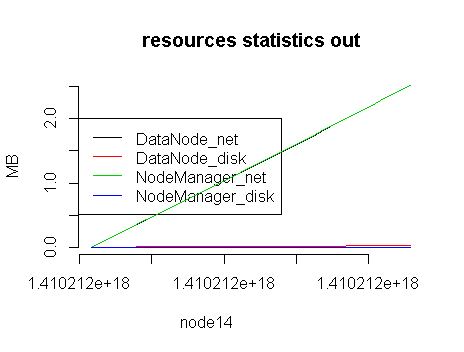 resources statistics out
MB
2.0
1.0
0.0
DataNode_net
DataNode_disk
NodeManager_net
NodeManager_disk
1.410212e+18 1.410212e+18 1.410212e+18
node14